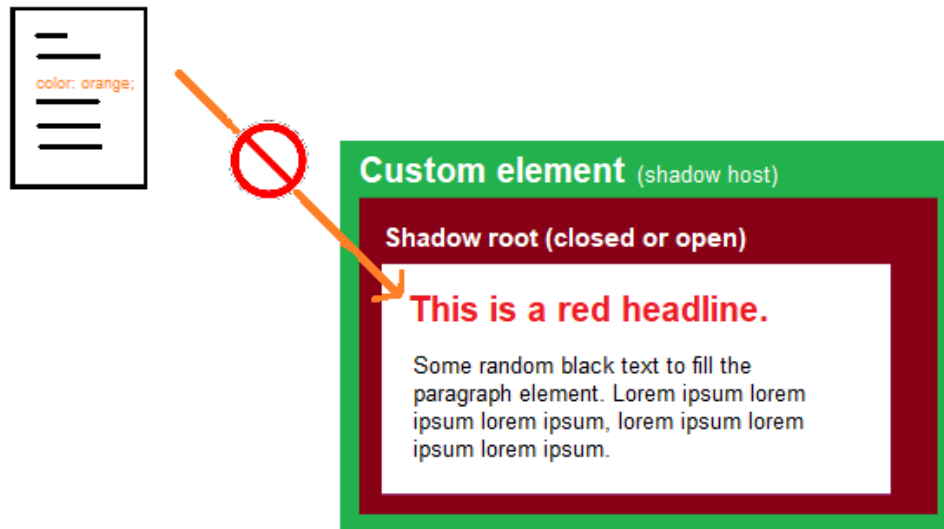 color: orange;
Custom element (shadow host)
Shadow root (closed or open)
This is a red headline.
Some random black text to fill the
paragraph element. Lorem ipsum lorem
ipsum lorem ipsum, lorem ipsum lorem
ipsum lorem ipsum.